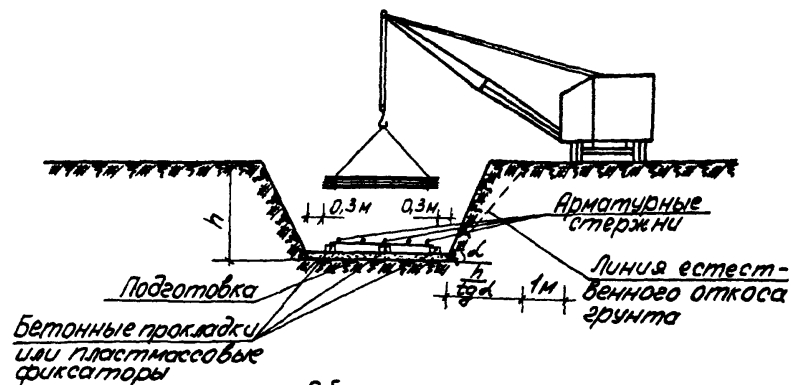 0,3м
0,3м
h
Арматурные
стержни
α
Подготовка
h
tgα
1м
Линия естест-
венного откоса
грунта
Бетонные прокладки
или пластмассовые
фиксаторы